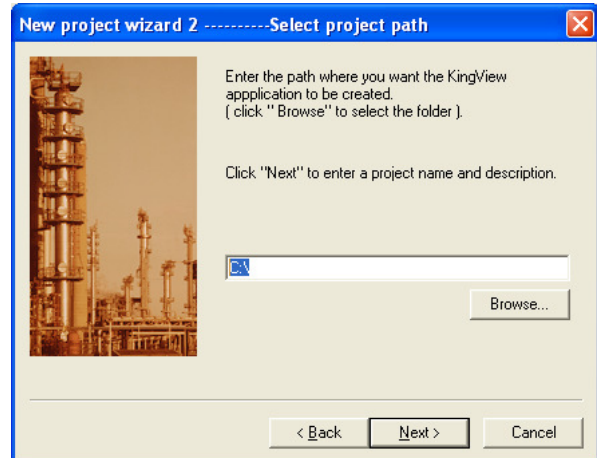 New project wizard 2 ----------Select project path
Enter the path where you want the KingView
appplication to be created.
( click " Browse" to select the folder ).
Click "Next" to enter a project name and description.
C:\
Browse...
< Back
Next >
Cancel